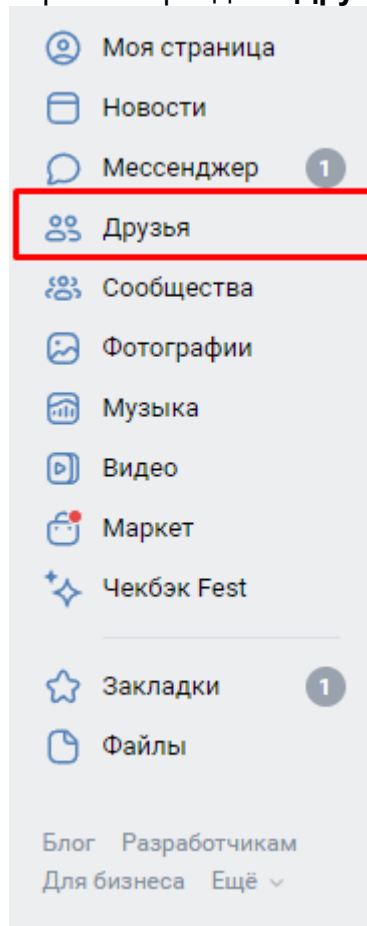 Моя страница
Новости
Мессенджер 1
Друзья
Сообщества
Фотографии
Музыка
Видео
Маркет
Чекбэк Fest
Закладки 1
Файлы
Блог Разработчикам
Для бизнеса Ещё